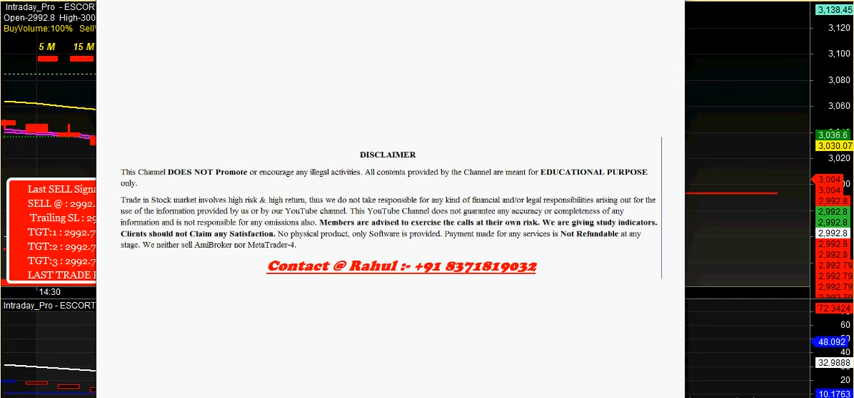 Intraday_Pro - ESCORT
Open-2992.8 High-300
BuyVolume:100% Sell
5 M 15 M
Last SELL Signa
SELL @ : 2992.
Trailing SL : 29
TGT:1 : 2992.7
TGT:2 : 2992.7
TGT:3 : 2992.7
LAST TRADE
14:30
Intraday_Pro - ESCORT
DISCLAIMER
This Channel DOES NOT Promote or encourage any illegal activities. All contents provided by the Channel are meant for EDUCATIONAL PURPOSE
only.
Trade in Stock market involves high risk & high return, thus we do not take responsible for any kind of financial and/or legal responsibilities arising out for the
use of the information provided by us or by our YouTube channel. This YouTube Channel does not guarantee any accuracy or completeness of any
information and is not responsible for any omissions also. Members are advised to exercise the calls at their own risk. We are giving study indicators.
Clients should not Claim any Satisfaction. No physical product, only Software is provided. Payment made for any services is Not Refundable at any
stage. We neither sell AmiBroker nor MetaTrader-4.
Contact @ Rahul :- +91 8371819032
3,138.45
3,120
3,100
3,080
3,060
3,036.6
3,030.07
3,020
3,004
3,004
2,992.8
2,992.8
2,992.8
2,992.8
2,992.8
2,992.8
2,992.79
2,992.79
2,992.79
72.3424
60
48.092
40
32.9888
20
10.1763